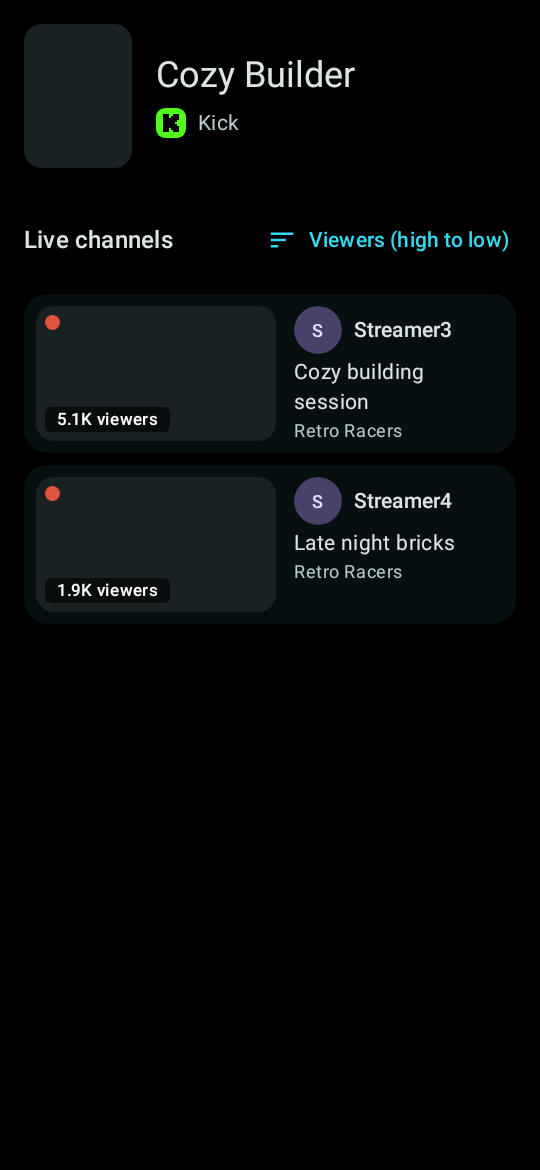 Cozy Builder
Kick
Live channels
Viewers (high to low)
5.1K viewers
S
Streamer3
Cozy building
session
Retro Racers
1.9K viewers
S
Streamer4
Late night bricks
Retro Racers